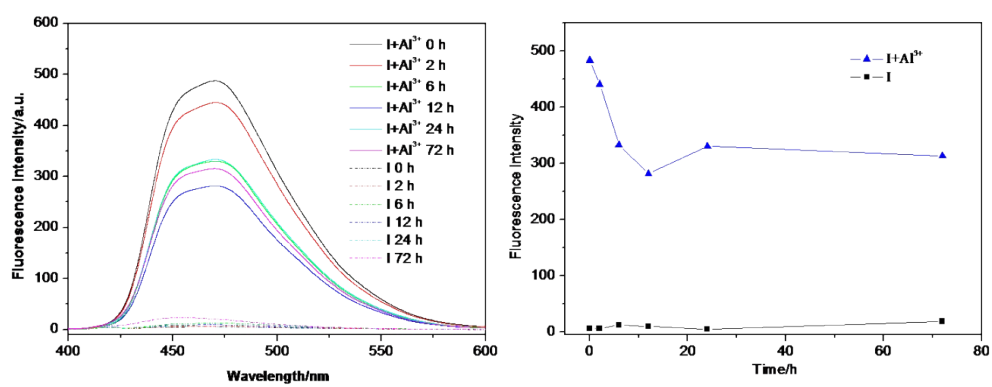 600
500
400
300
200
100
0
400
450
500
550
600
Fluorescence Intensity/a.u.
Wavelength/nm
I+Al³⁺ 0 h
I+Al³⁺ 2 h
I+Al³⁺ 6 h
I+Al³⁺ 12 h
I+Al³⁺ 24 h
I+Al³⁺ 72 h
I 0 h
I 2 h
I 6 h
I 12 h
I 24 h
I 72 h
500
400
300
200
100
0
0
20
40
60
80
Fluorescence Intensity
Time/h
I+Al³⁺
I